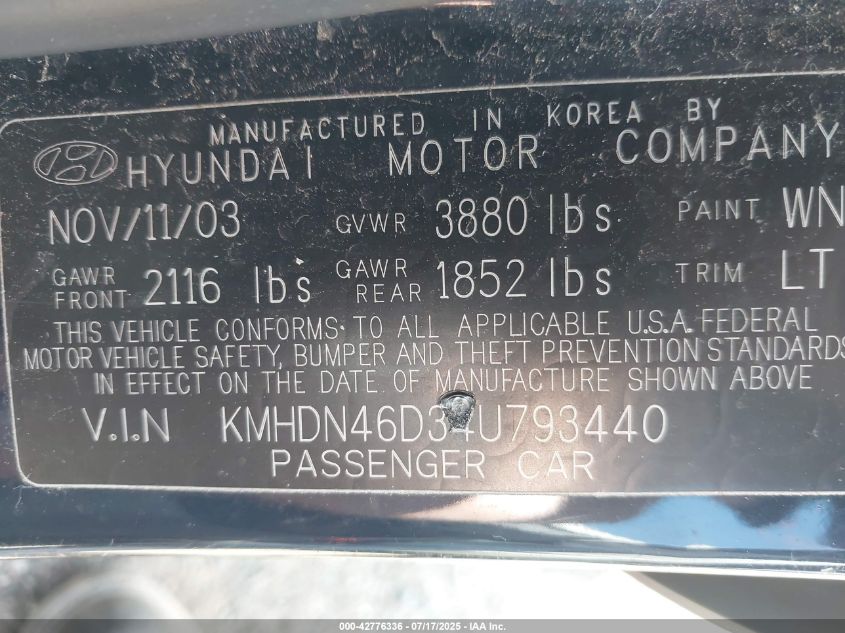 MANUFACTURED IN KOREA BY
HYUNDAI MOTOR COMPANY
NOV/11/03 GVWR 3880 lbs PAINT WN
GAWR FRONT 2116 lbs GAWR REAR 1852 lbs TRIM LT
THIS VEHICLE CONFORMS TO ALL APPLICABLE U.S.A. FEDERAL
MOTOR VEHICLE SAFETY, BUMPER AND THEFT PREVENTION STANDARDS
IN EFFECT ON THE DATE OF MANUFACTURE SHOWN ABOVE
V.I.N KMHDN46D34U793440
PASSENGER CAR
000-42776336 - 07/17/2025 - IAA Inc.